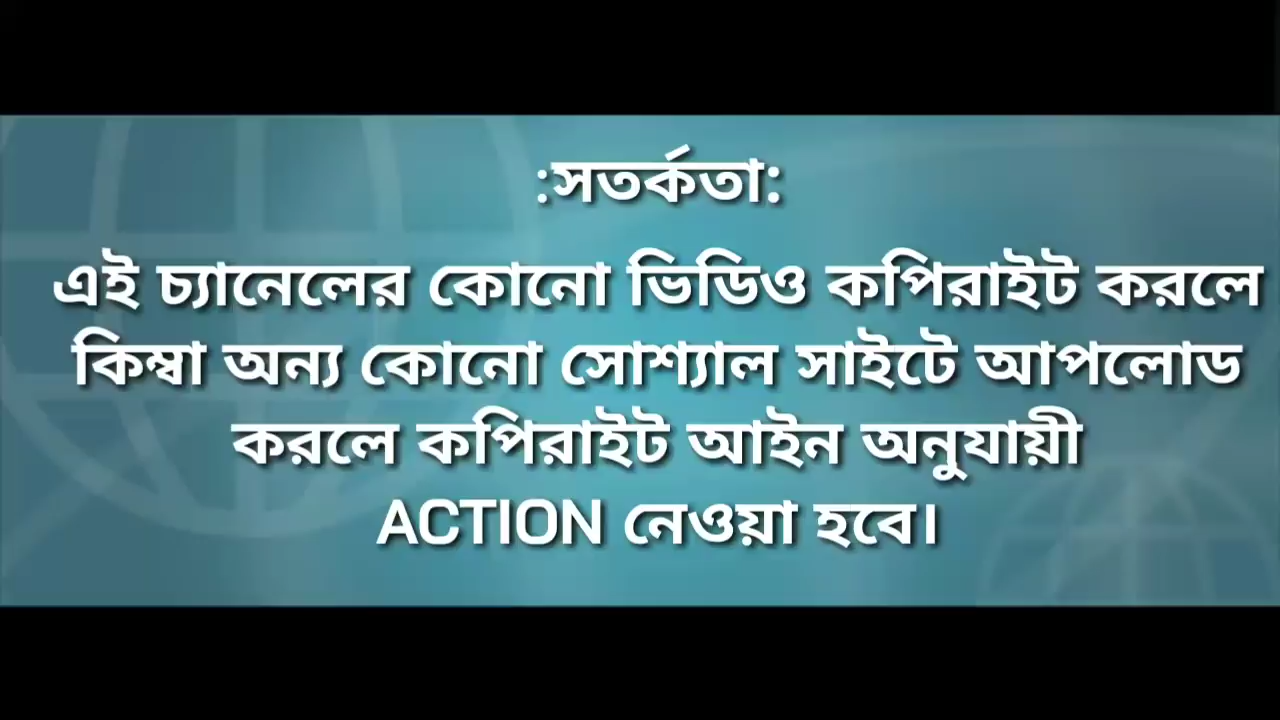 :সতর্কতা:
এই চ্যানেলের কোনো ভিডিও কপিরাইট করলে
কিম্বা অন্য কোনো সোশ্যাল সাইটে আপলোড
করলে কপিরাইট আইন অনুযায়ী
ACTION নেওয়া হবে।